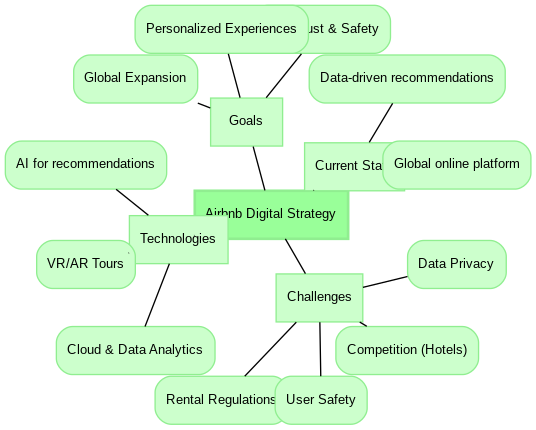 Personalized Experiences
ust & Safety
Global Expansion
Data-driven recommendations
Goals
AI for recommendations
Current Sta
Global online platform
Airbnb Digital Strategy
Technologies
VR/AR Tours
Data Privacy
Challenges
Cloud & Data Analytics
Competition (Hotels)
Rental Regulations
User Safety